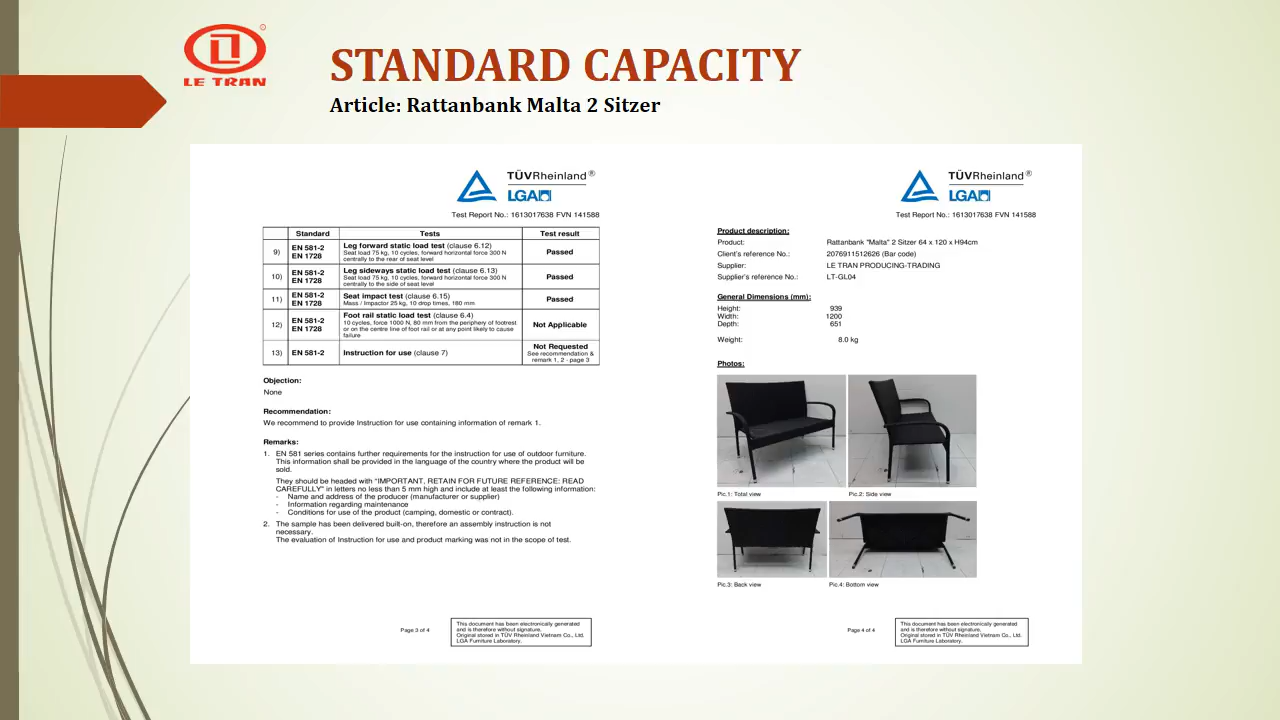 LE TRAN
STANDARD CAPACITY
Article: Rattanbank Malta 2 Sitzer
TÜVRheinland®
LGA
Test Report No.: 1613017638 FVN 141588
Standard Tests Test result
9) EN 581-2 EN 1728 Leg forward static load test (clause 6.12) Passed
Seat load 75 kg, 10 cycles, forward horizontal force 300 N
centrally to the rear of seat level
10) EN 581-2 EN 1728 Leg sideways static load test (clause 6.13) Passed
Seat load 75 kg, 10 cycles, forward horizontal force 300 N
centrally to the side of seat level
11) EN 581-2 EN 1728 Seat impact test (clause 6.15) Passed
Mass / Impactor 25 kg, 10 drop times, 180 mm
12) EN 581-2 EN 1728 Foot rail static load test (clause 6.4) Not Applicable
10 cycles, force 1000 N, 80 mm from the periphery of footrest
or on the centre line of foot rail or at any point likely to cause
failure
13) EN 581-2 Instruction for use (clause 7) Not Requested
See recommendation &
remark 1, 2 - page 3
Objection:
None
Recommendation:
We recommend to provide Instruction for use containing information of remark 1.
Remarks:
1. EN 581 series contains further requirements for the instruction for use of outdoor furniture.
This information shall be provided in the language of the country where the product will be
sold.
They should be headed with “IMPORTANT, RETAIN FOR FUTURE REFERENCE: READ
CAREFULLY” in letters no less than 5 mm high and include at least the following information:
- Name and address of the producer (manufacturer or supplier)
- Information regarding maintenance
- Conditions for use of the product (camping, domestic or contract).
2. The sample has been delivered built-on, therefore an assembly instruction is not
necessary.
The evaluation of Instruction for use and product marking was not in the scope of test.
Page 3 of 4
This document has been electronically generated
and is therefore without signature.
Original stored in TÜV Rheinland Vietnam Co., Ltd.
LGA Furniture Laboratory.
TÜVRheinland®
LGA
Test Report No.: 1613017638 FVN 141588
Product description:
Product: Rattanbank "Malta" 2 Sitzer 64 x 120 x H94cm
Client's reference No.: 2076911512626 (Bar code)
Supplier: LE TRAN PRODUCING-TRADING
Supplier's reference No.: LT-GL04
General Dimensions (mm):
Height: 939
Width: 1200
Depth: 651
Weight: 8.0 kg
Photos:
Pic.1: Total view
Pic.2: Side view
Pic.3: Back view
Pic.4: Bottom view
Page 4 of 4
This document has been electronically generated
and is therefore without signature.
Original stored in TÜV Rheinland Vietnam Co., Ltd.
LGA Furniture Laboratory.